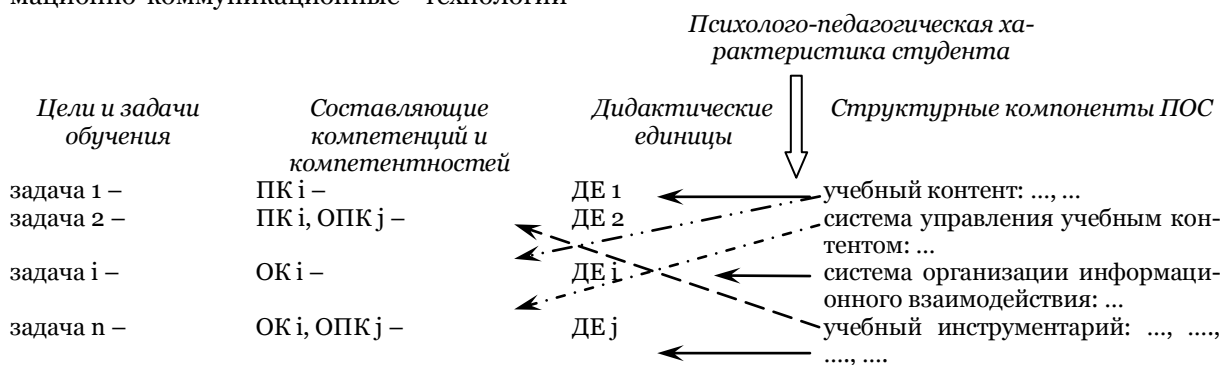 мационно-коммуникационные технологии
Психолого-педагогическая ха-
рактеристика студента
Цели и задачи обучения
Составляющие компетенций и компетентностей
Дидактические единицы
Структурные компоненты ПОС
задача 1 – ПК i – ДЕ 1 учебный контент: ..., ...
задача 2 – ПК i, ОПК j – ДЕ 2 система управления учебным кон-
тентом: ...
задача i – ОК i – ДЕ i система организации информаци-
онного взаимодействия: ...
задача n – ОК i, ОПК j – ДЕ j учебный инструментарий: ..., ....,
...., ....